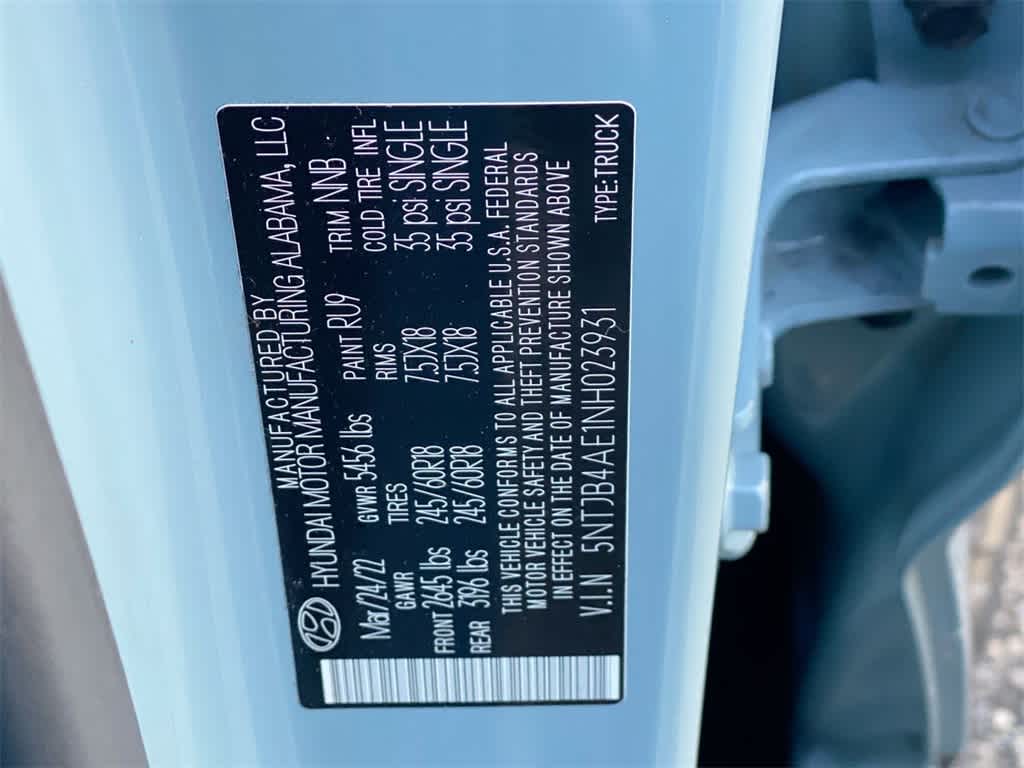 MANUFACTURED BY
HYUNDAI MOTOR MANUFACTURING ALABAMA, LLC
Mar/24/22 GVWR 5456 lbs PAINT RU9 TRIM NNB
GAWR TIRES RIMS COLD TIRE INFL
FRONT 2645 lbs 245/60R18 7.5JX18 35 psi SINGLE
REAR 3196 lbs 245/60R18 7.5JX18 35 psi SINGLE
THIS VEHICLE CONFORMS TO ALL APPLICABLE U.S.A. FEDERAL
MOTOR VEHICLE SAFETY AND THEFT PREVENTION STANDARDS
IN EFFECT ON THE DATE OF MANUFACTURE SHOWN ABOVE
V.I.N 5NTJB4AE1NH023931 TYPE:TRUCK